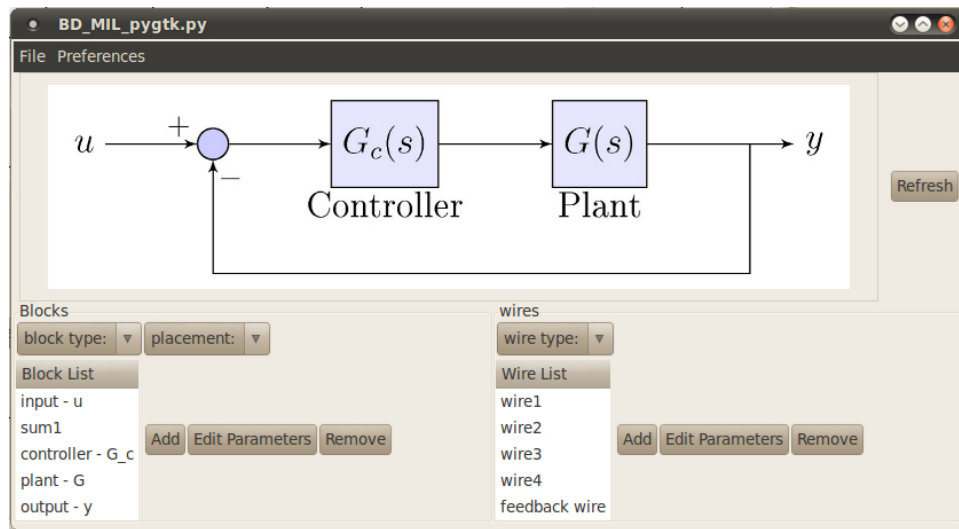 BD_MIL_pygtk.py
File Preferences
u + − G_c(s) G(s) y
Controller Plant
Refresh
Blocks
block type: placement:
Block List
input - u
sum1
controller - G_c
plant - G
output - y
Add Edit Parameters Remove
wires
wire type:
Wire List
wire1
wire2
wire3
wire4
feedback wire
Add Edit Parameters Remove